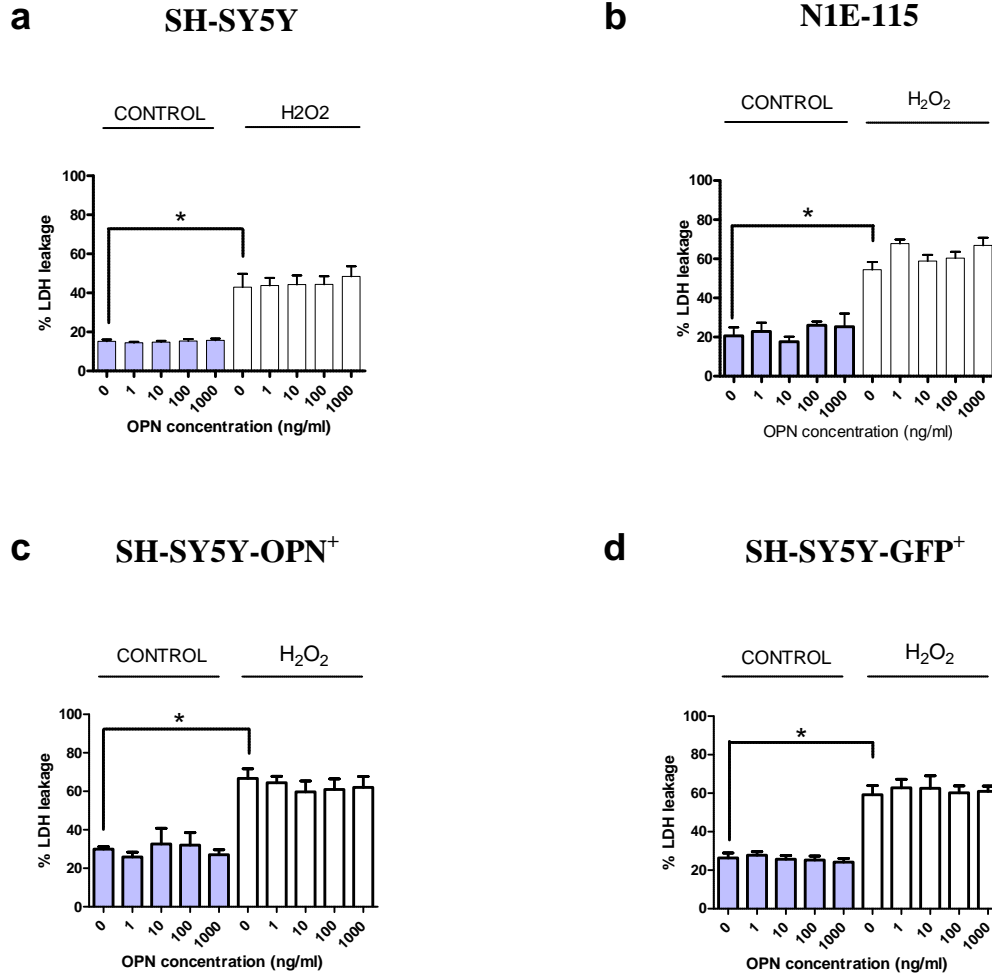 a
SH-SY5Y
CONTROL
H2O2
*
100
80
60
40
20
0
% LDH leakage
0 1 10 100 1000 0 1 10 100 1000
OPN concentration (ng/ml)
b
N1E-115
CONTROL
H₂O₂
*
100
80
60
40
20
0
% LDH leakage
0 1 10 100 1000 0 1 10 100 1000
OPN concentration (ng/ml)
c
SH-SY5Y-OPN⁺
CONTROL
H₂O₂
*
100
80
60
40
20
0
% LDH leakage
0 1 10 100 1000 0 1 10 100 1000
OPN concentration (ng/ml)
d
SH-SY5Y-GFP⁺
CONTROL
H₂O₂
*
100
80
60
40
20
0
% LDH leakage
0 1 10 100 1000 0 1 10 100 1000
OPN concentration (ng/ml)